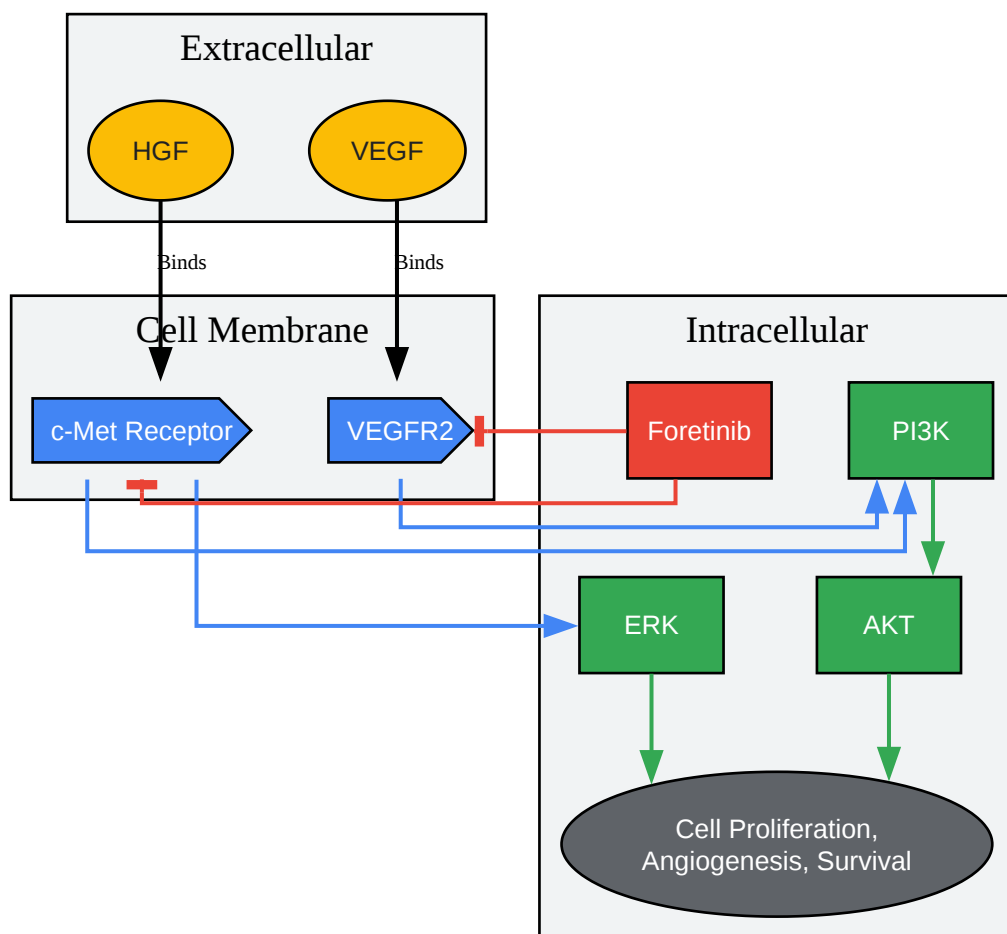 Extracellular
HGF
VEGF
Binds
Binds
Cell Membrane
Intracellular
c-Met Receptor
VEGFR2
Foretinib
PI3K
ERK
AKT
Cell Proliferation,
Angiogenesis, Survival